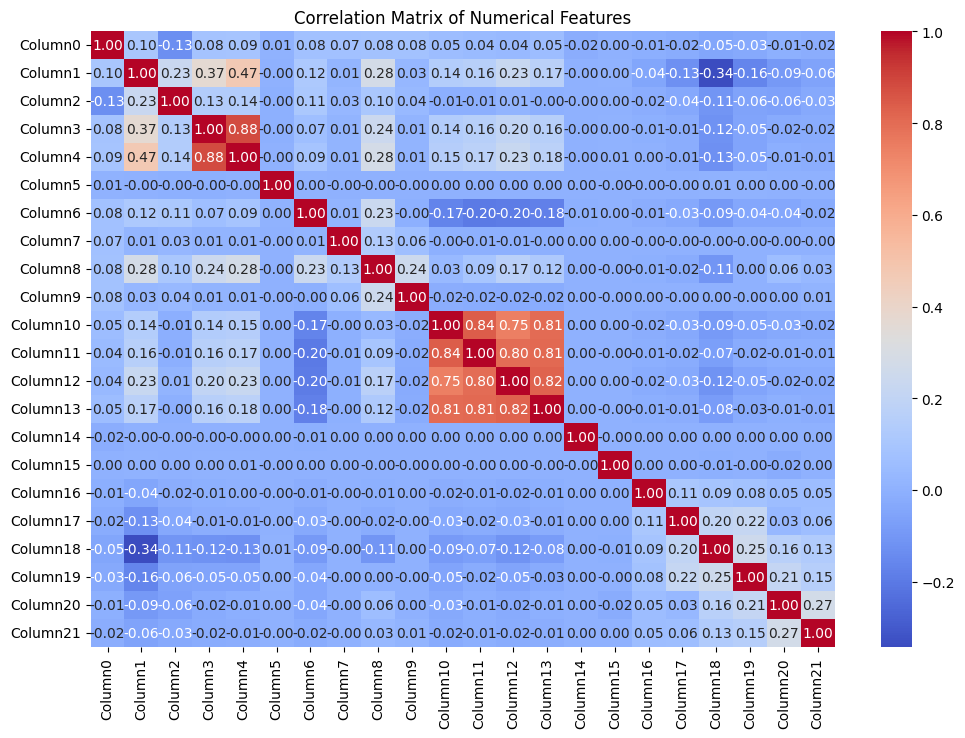 Correlation Matrix of Numerical Features
Column0 1.00 0.10 -0.13 0.08 0.09 0.01 0.08 0.07 0.08 0.08 0.05 0.04 0.04 0.05 -0.02 0.00 -0.01 -0.02 -0.05 -0.03 -0.01 -0.02
Column1 0.10 1.00 0.23 0.37 0.47 -0.00 0.12 0.01 0.28 0.03 0.14 0.16 0.23 0.17 -0.00 0.00 -0.04 -0.13 -0.34 -0.16 -0.09 -0.06
Column2 -0.13 0.23 1.00 0.13 0.14 -0.00 0.11 0.03 0.10 0.04 -0.01 -0.01 0.01 -0.00 -0.00 0.00 -0.02 -0.04 -0.11 -0.06 -0.06 -0.03
Column3 0.08 0.37 0.13 1.00 0.88 -0.00 0.07 0.01 0.24 0.01 0.14 0.16 0.20 0.16 -0.00 0.00 -0.01 -0.01 -0.12 -0.05 -0.02 -0.02
Column4 0.09 0.47 0.14 0.88 1.00 -0.00 0.09 0.01 0.28 0.01 0.15 0.17 0.23 0.18 -0.00 0.01 0.00 -0.01 -0.13 -0.05 -0.01 -0.01
Column5 0.01 -0.00 -0.00 -0.00 -0.00 1.00 0.00 -0.00 -0.00 -0.00 0.00 0.00 0.00 0.00 0.00 -0.00 -0.00 -0.00 0.01 0.00 0.00 -0.00
Column6 0.08 0.12 0.11 0.07 0.09 0.00 1.00 0.01 0.23 -0.00 -0.17 -0.20 -0.20 -0.18 -0.01 0.00 -0.01 -0.03 -0.09 -0.04 -0.04 -0.02
Column7 0.07 0.01 0.03 0.01 0.01 -0.00 0.01 1.00 0.13 0.06 -0.00 -0.01 -0.01 -0.00 0.00 0.00 -0.00 0.00 -0.00 -0.00 -0.00 -0.00
Column8 0.08 0.28 0.10 0.24 0.28 -0.00 0.23 0.13 1.00 0.24 0.03 0.09 0.17 0.12 0.00 -0.00 -0.01 -0.02 -0.11 0.00 0.06 0.03
Column9 0.08 0.03 0.04 0.01 0.01 -0.00 -0.00 0.06 0.24 1.00 -0.02 -0.02 -0.02 -0.02 -0.00 -0.00 0.00 -0.00 0.00 -0.00 0.00 0.01
Column10 0.05 0.14 -0.01 0.14 0.15 0.00 -0.17 -0.00 0.03 -0.02 1.00 0.84 0.75 0.81 0.00 0.00 -0.02 -0.03 -0.09 -0.05 -0.03 -0.02
Column11 0.04 0.16 -0.01 0.16 0.17 0.00 -0.20 -0.01 0.09 -0.02 0.84 1.00 0.80 0.81 0.00 -0.00 -0.01 -0.02 -0.07 -0.02 -0.01 -0.01
Column12 0.04 0.23 0.01 0.20 0.23 0.00 -0.20 -0.01 0.17 -0.02 0.75 0.80 1.00 0.82 0.00 0.00 -0.02 -0.03 -0.12 -0.05 -0.02 -0.02
Column13 0.05 0.17 -0.00 0.16 0.18 0.00 -0.18 -0.00 0.12 -0.02 0.81 0.81 0.82 1.00 0.00 -0.00 -0.01 -0.01 -0.08 -0.03 -0.01 -0.01
Column14 -0.02 -0.00 -0.00 -0.00 -0.00 0.00 -0.01 0.00 0.00 -0.00 0.00 0.00 0.00 0.00 1.00 -0.00 0.00 0.00 0.00 0.00 0.00 0.00
Column15 0.00 0.00 0.00 0.00 0.01 -0.00 0.00 0.00 -0.00 -0.00 0.00 -0.00 0.00 -0.00 -0.00 1.00 0.00 0.00 -0.01 -0.00 -0.02 0.00
Column16 -0.01 -0.04 -0.02 -0.01 0.00 -0.00 -0.01 -0.00 -0.01 0.00 -0.02 -0.01 -0.02 -0.01 0.00 0.00 1.00 0.11 0.09 0.08 0.05 0.05
Column17 -0.02 -0.13 -0.04 -0.01 -0.01 -0.00 -0.03 0.00 -0.02 -0.00 -0.03 -0.02 -0.03 -0.01 0.00 0.00 0.11 1.00 0.20 0.22 0.03 0.06
Column18 -0.05 -0.34 -0.11 -0.12 -0.13 0.01 -0.09 -0.00 -0.11 0.00 -0.09 -0.07 -0.12 -0.08 0.00 -0.01 0.09 0.20 1.00 0.25 0.16 0.13
Column19 -0.03 -0.16 -0.06 -0.05 -0.05 0.00 -0.04 -0.00 0.00 -0.00 -0.05 -0.02 -0.05 -0.03 0.00 -0.00 0.08 0.22 0.25 1.00 0.21 0.15
Column20 -0.01 -0.09 -0.06 -0.02 -0.01 0.00 -0.04 -0.00 0.06 0.00 -0.03 -0.01 -0.02 -0.01 0.00 -0.02 0.05 0.03 0.16 0.21 1.00 0.27
Column21 -0.02 -0.06 -0.03 -0.02 -0.01 -0.00 -0.02 -0.00 0.03 0.01 -0.02 -0.01 -0.02 -0.01 0.00 0.00 0.05 0.06 0.13 0.15 0.27 1.00
Column0 Column1 Column2 Column3 Column4 Column5 Column6 Column7 Column8 Column9 Column10 Column11 Column12 Column13 Column14 Column15 Column16 Column17 Column18 Column19 Column20 Column21
1.0
0.8
0.6
0.4
0.2
0.0
−0.2